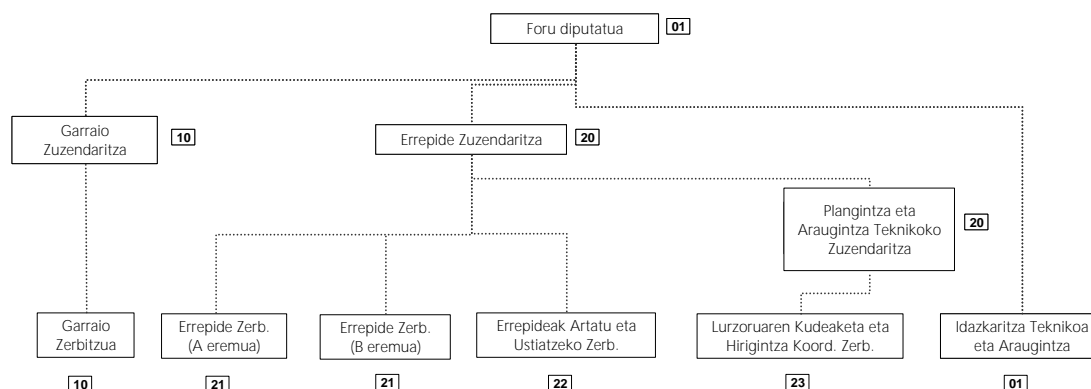 Foru diputatua
01
Garraio
Zuzendaritza
10
Errepide Zuzendaritza
20
Plangintza eta
Araugintza Teknikoko
Zuzendaritza
20
Garraio
Zerbitzua
Errepide Zerb.
(A eremua)
Errepide Zerb.
(B eremua)
Errepideak Artatu eta
Ustiatzeko Zerb.
Lurzoruaren Kudeaketa eta
Hirigintza Koord. Zerb.
Idazkaritza Teknikoa
eta Araugintza
10
21
21
22
23
01